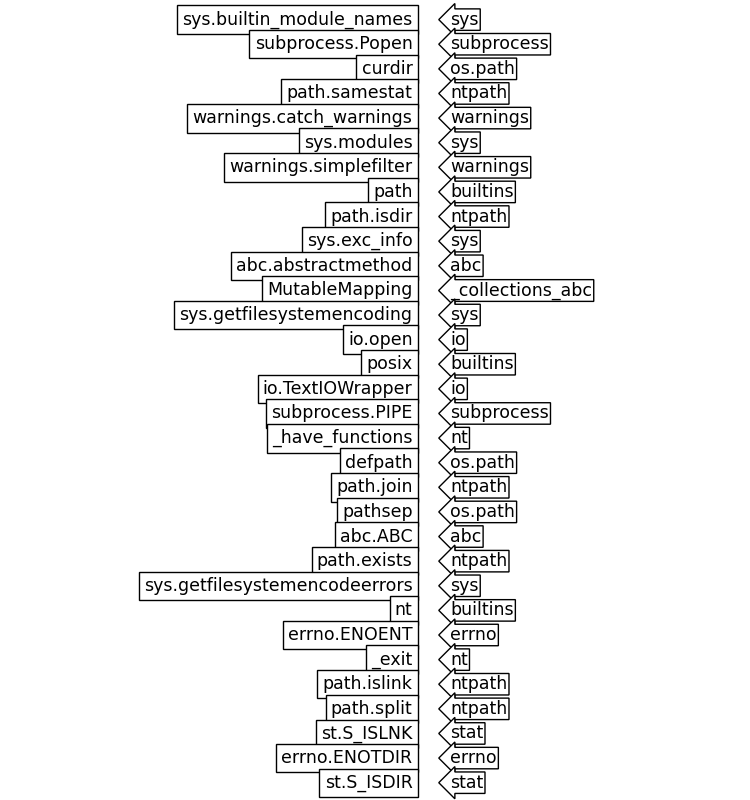 sys.builtin_module_names sys
subprocess.Popen subprocess
curdir os.path
path.samestat ntpath
warnings.catch_warnings warnings
sys.modules sys
warnings.simplefilter warnings
path builtins
path.isdir ntpath
sys.exc_info sys
abc.abstractmethod abc
MutableMapping _collections_abc
sys.getfilesystemencoding sys
io.open io
posix builtins
io.TextIOWrapper io
subprocess.PIPE subprocess
_have_functions nt
defpath os.path
path.join ntpath
pathsep os.path
abc.ABC abc
path.exists ntpath
sys.getfilesystemencodeerrors sys
nt builtins
errno.ENOENT errno
_exit nt
path.islink ntpath
path.split ntpath
st.S_ISLNK stat
errno.ENOTDIR errno
st.S_ISDIR stat